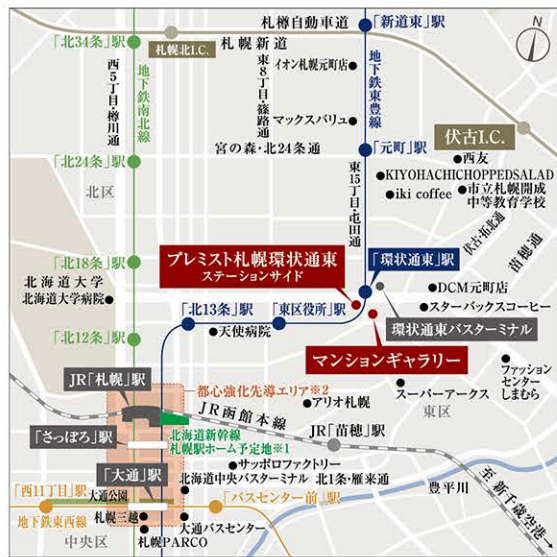 札樽自動車道
「新道東」駅
N
「北34条」駅
札幌北I.C.
札幌新道
イオン札幌元町店
西5丁目・樽川通
地下鉄南北線
東8丁目・篠路通
地下鉄東豊線
マックスバリュ
伏古I.C.
宮の森・北24条通
「元町」駅
西友
「北24条」駅
KIYOHACHICHOPPEDSALAD
iki coffee
市立札幌開成
中等教育学校
北区
東15丁目・屯田通
伏古・拓北通
苗穂通
プレミスト札幌環状通東
ステーションサイド
「環状通東」駅
「北18条」駅
北海道大学
北海道大学病院
DCM元町店
スターバックスコーヒー
「北13条」駅
「東区役所」駅
環状通東バスターミナル
天使病院
「北12条」駅
マンションギャラリー
ファッション
センター
しまむら
JR「札幌」駅
都心強化先導エリア※2
スーパーアークス
東区
アリオ札幌
JR函館本線
北海道新幹線
札幌駅ホーム予定地※1
「さっぽろ」駅
JR「苗穂」駅
サッポロファクトリー
「大通」駅
北海道中央バスターミナル
北1条・雁来通
「西11丁目」駅
大通公園
「バスセンター前」駅
豊平川
至 新千歳空港
地下鉄東西線
札幌三越
大通バスセンター
中央区
札幌PARCO